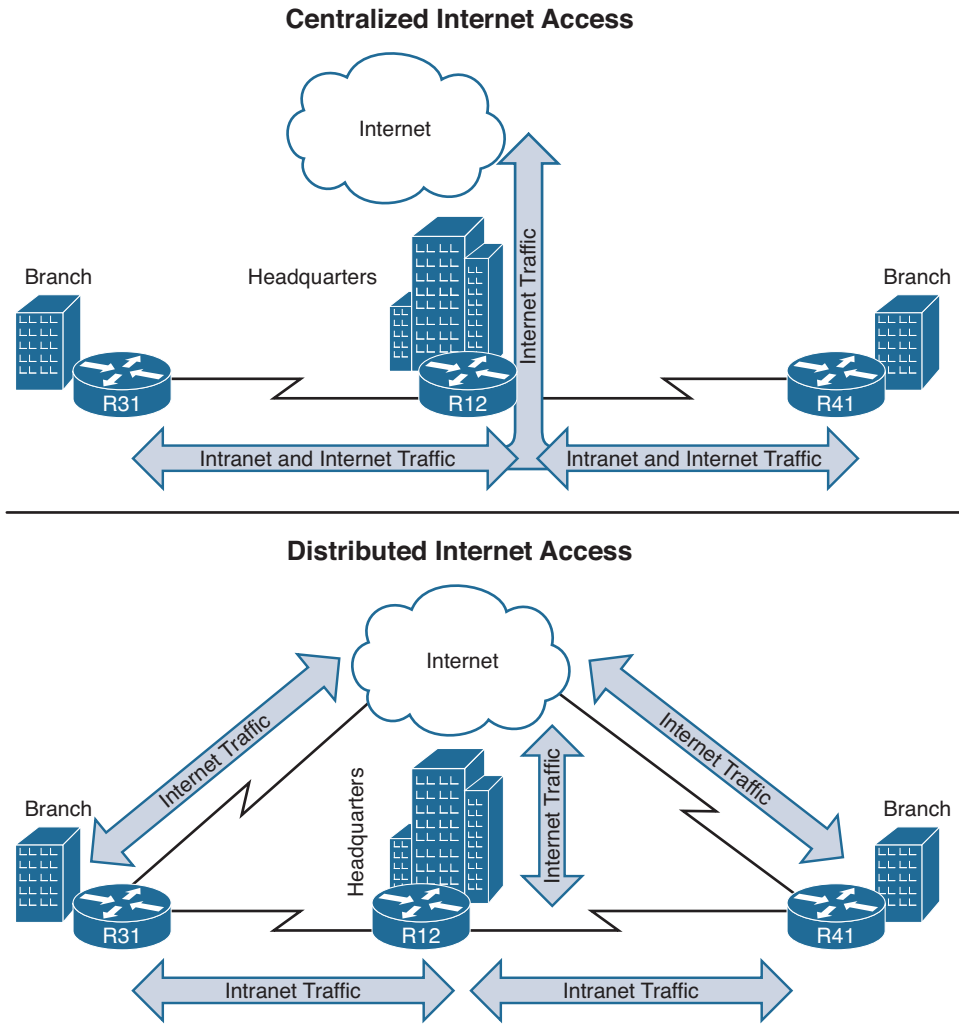 Centralized Internet Access
Internet
Internet Traffic
Branch
Headquarters
Branch
R31
R12
R41
Intranet and Internet Traffic
Intranet and Internet Traffic
Distributed Internet Access
Internet
Internet Traffic
Internet Traffic
Internet Traffic
Branch
Headquarters
Branch
R31
R12
R41
Intranet Traffic
Intranet Traffic